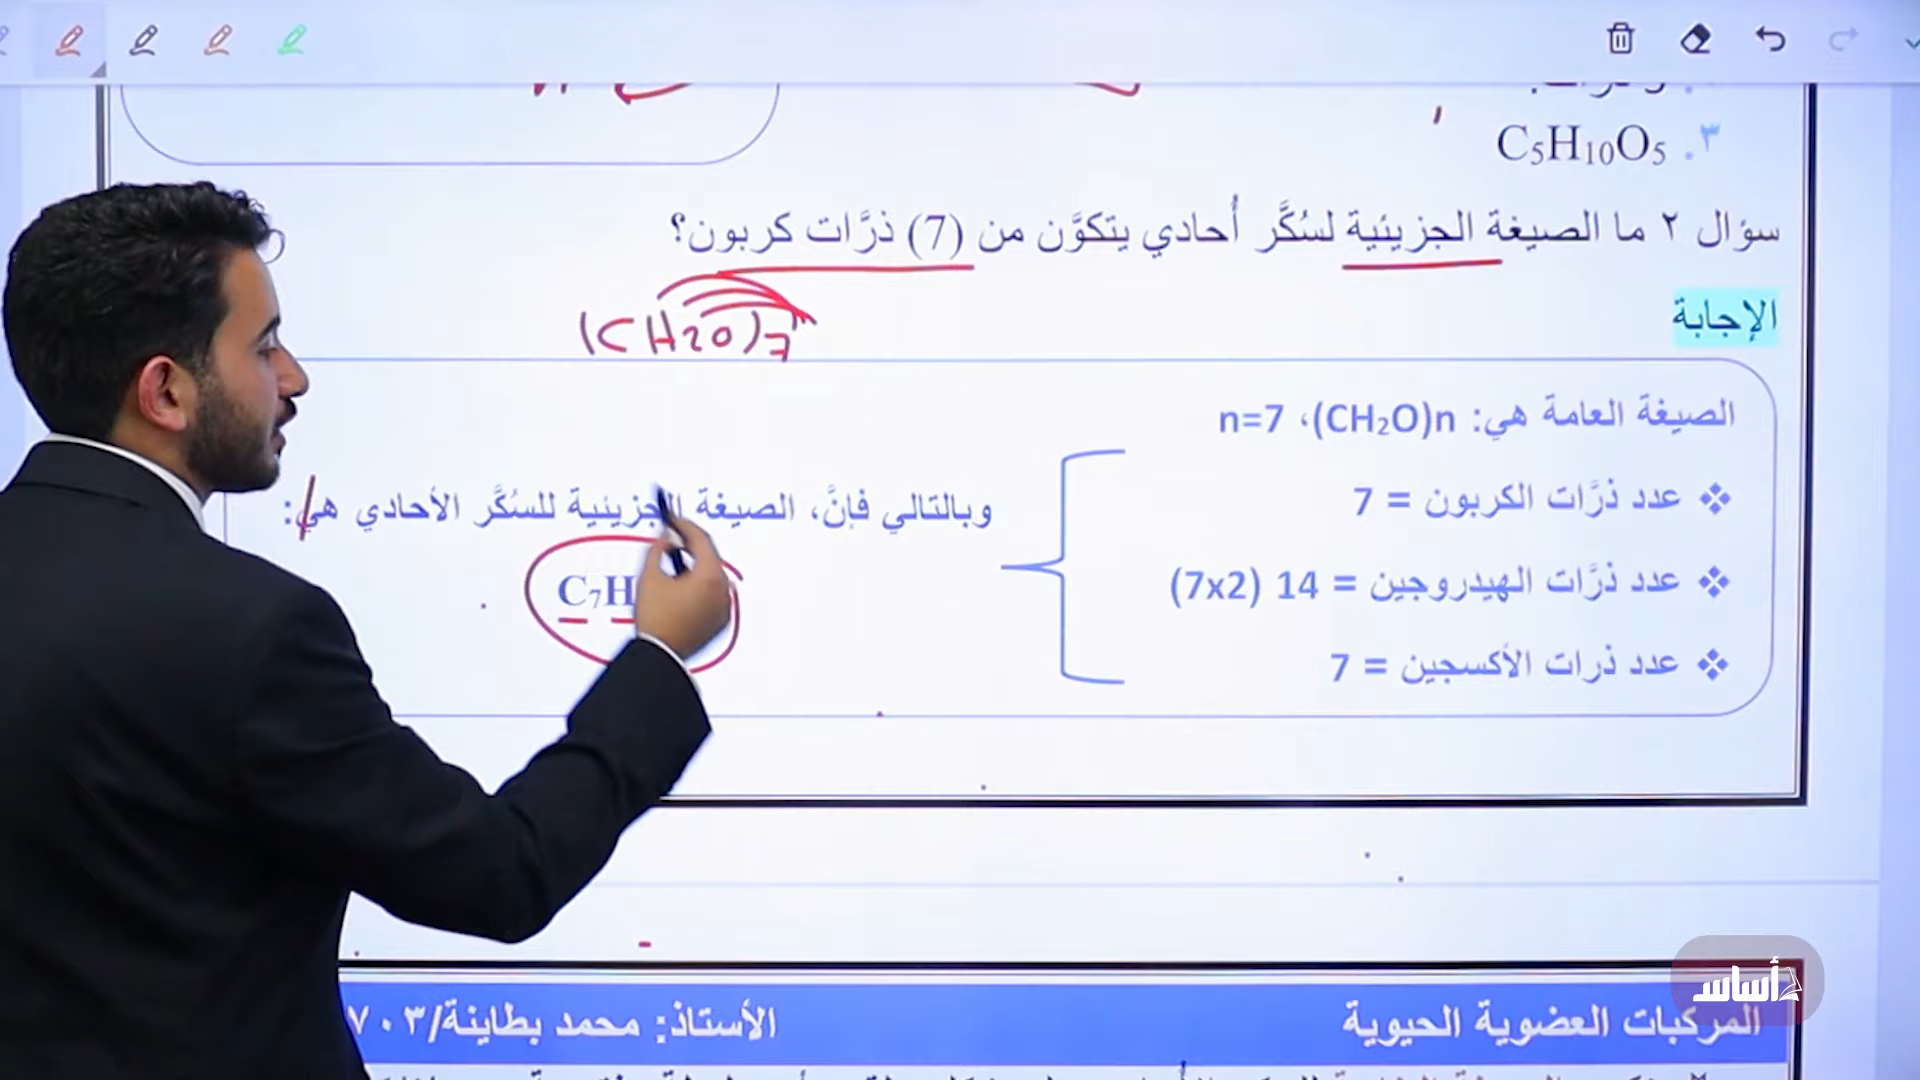 ٣. C₅H₁₀O₅
سؤال ٢ ما الصيغة الجزيئية لسُكَّر أُحادي يتكوَّن من (7) ذرَّات كربون؟
(CH2O)7
الإجابة
الصيغة العامة هي: (CH₂O)n، n=7
❖ عدد ذرَّات الكربون = 7
❖ عدد ذرَّات الهيدروجين = 14 (7x2)
❖ عدد ذرات الأكسجين = 7
وبالتالي فإنَّ، الصيغة الجزيئية للسُكَّر الأحادي هي:
C₇H
أساس
المركبات العضوية الحيوية
الأستاذ: محمد بطاينة/٧٠٣